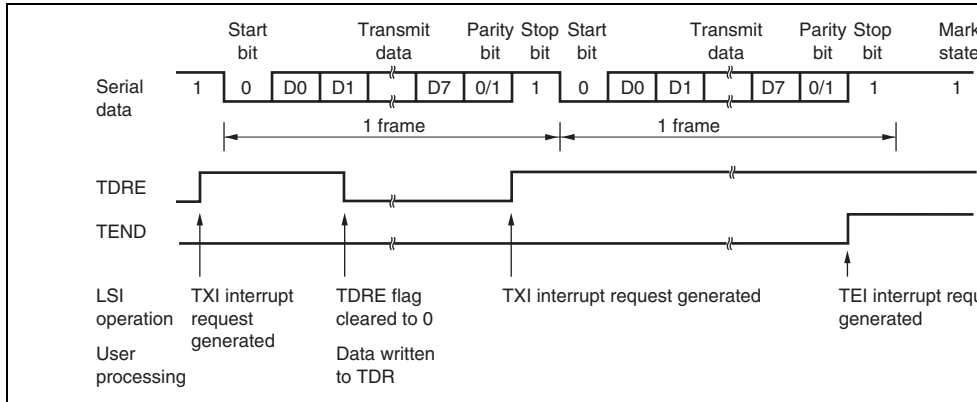 Start bit Transmit data Parity bit Stop bit Start bit Transmit data Parity bit Stop bit Mark state
Serial data 1 0 D0 D1 D7 0/1 1 0 D0 D1 D7 0/1 1 1
1 frame 1 frame
TDRE
TEND
LSI operation
TXI interrupt request generated
TDRE flag cleared to 0
TXI interrupt request generated
TEI interrupt requ
generated
User processing
Data written to TDR